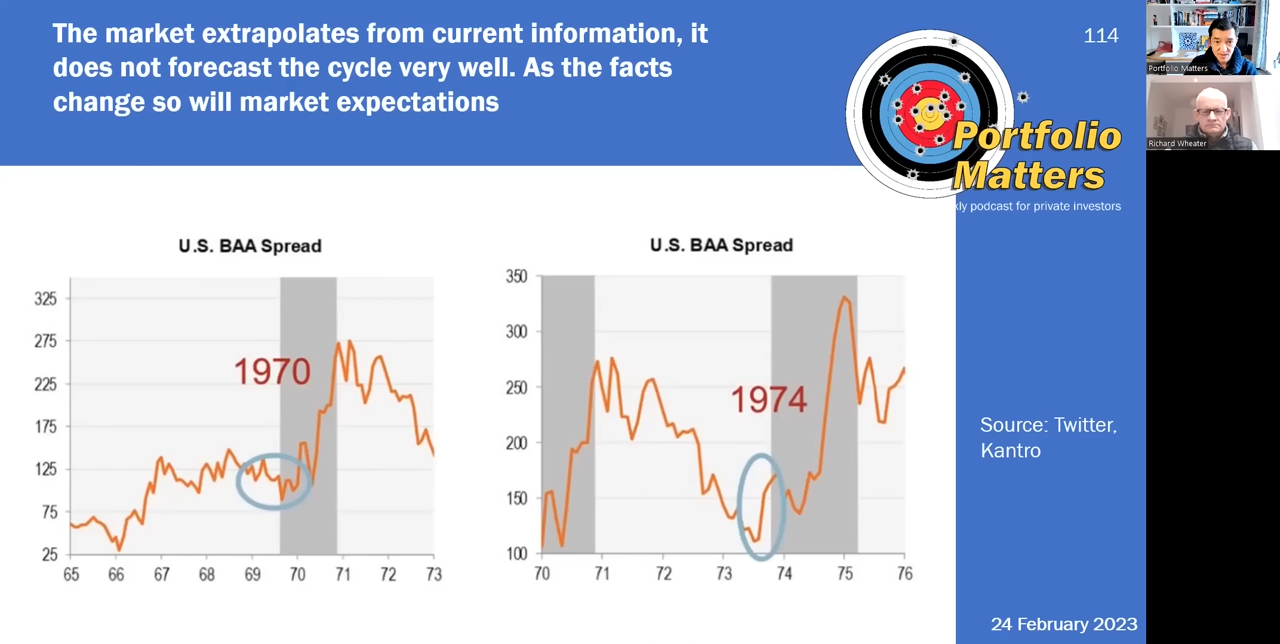 The market extrapolates from current information, it
does not forecast the cycle very well. As the facts
change so will market expectations
114
Portfolio
Matters
kly podcast for private investors
Portfolio Matters
Richard Wheater
U.S. BAA Spread
325
275
225
175
125
75
25
1970
65 66 67 68 69 70 71 72 73
U.S. BAA Spread
350
300
250
200
150
100
1974
70 71 72 73 74 75 76
Source: Twitter,
Kantro
24 February 2023